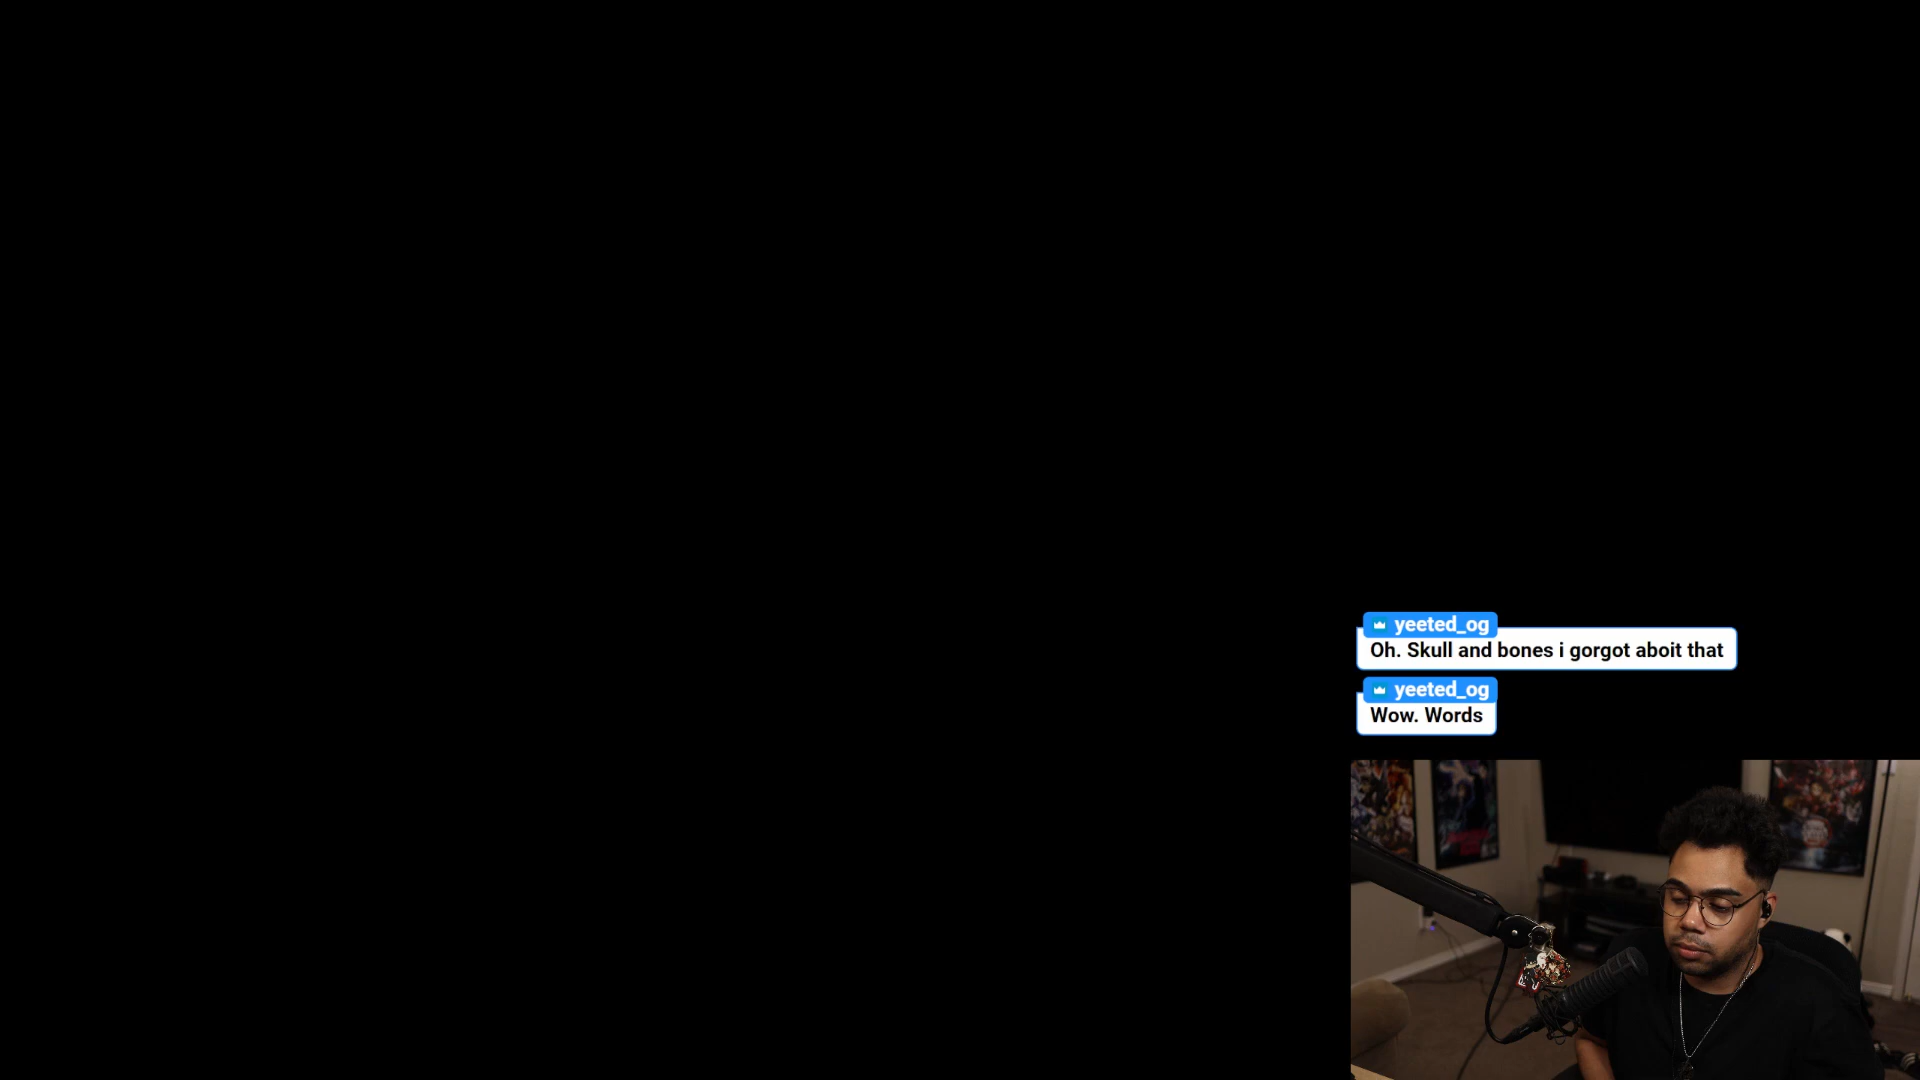 yeeted_og
Oh. Skull and bones i gorgot aboit that
yeeted_og
Wow. Words